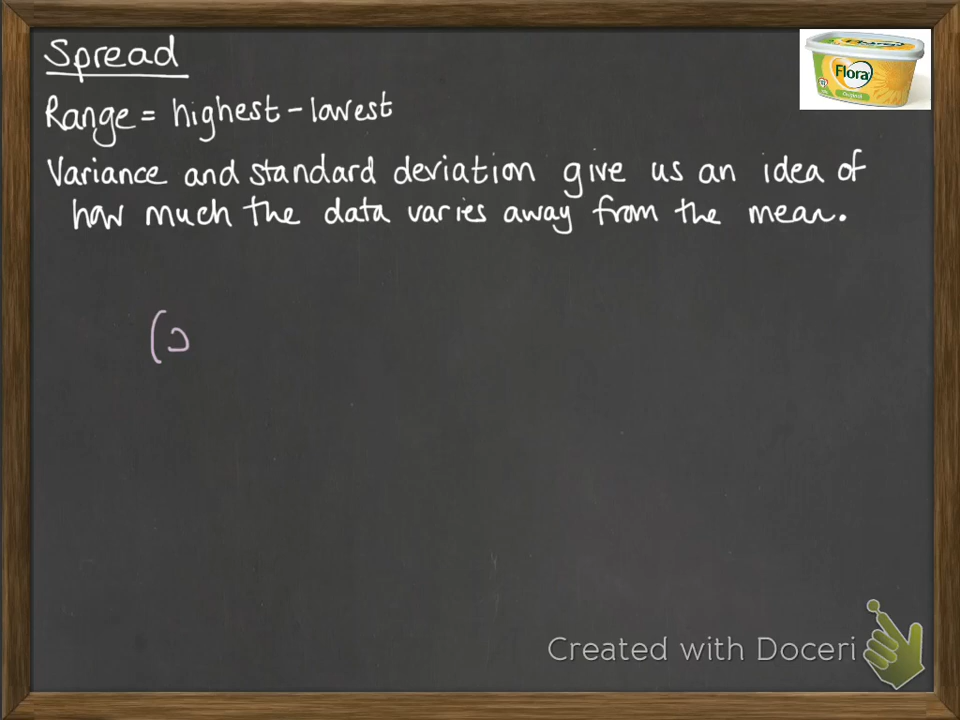 Spread
Range = highest - lowest
Variance and standard deviation give us an idea of
how much the data varies away from the mean.
(
Flora
Original
Created with Doceri